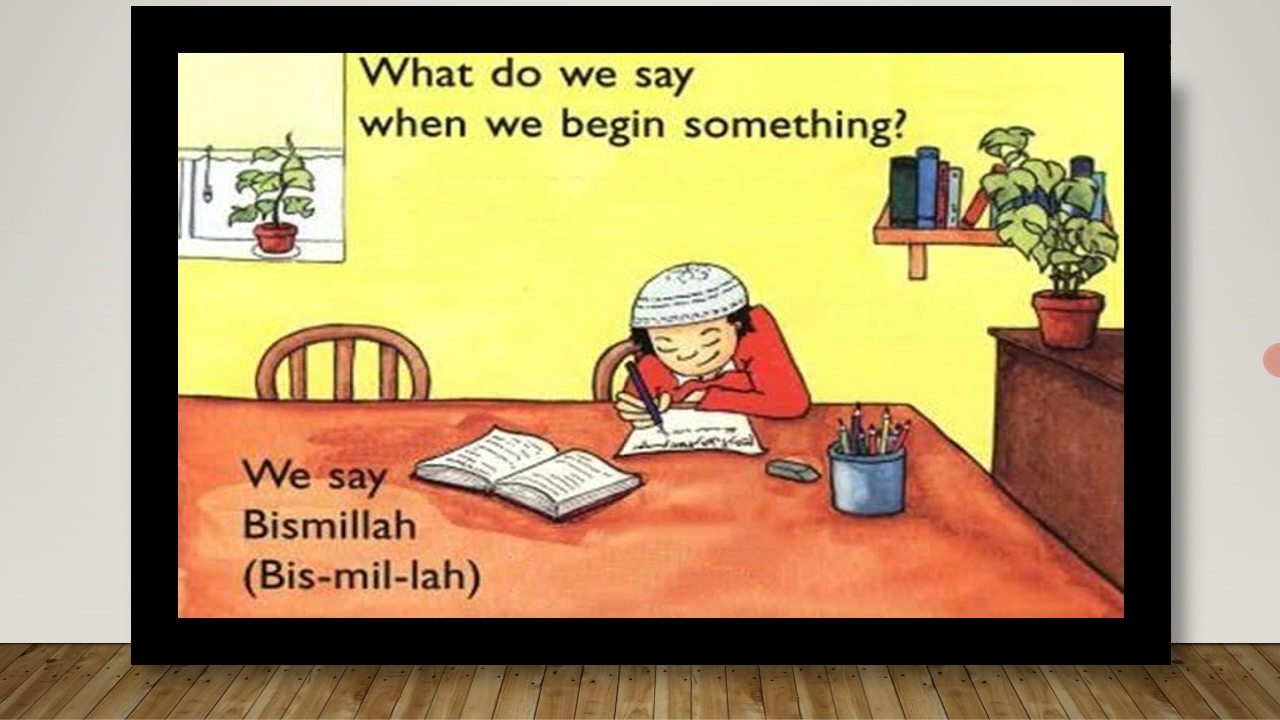 What do we say
when we begin something?
We say
Bismillah
(Bis-mil-lah)